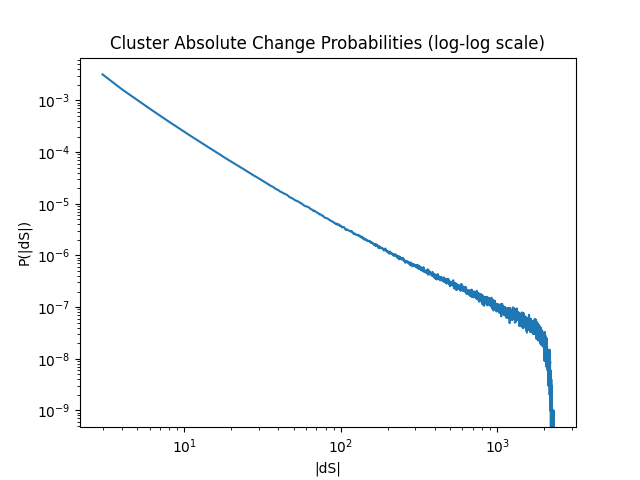 Cluster Absolute Change Probabilities (log-log scale)
P(|dS|)
10⁻³
10⁻⁴
10⁻⁵
10⁻⁶
10⁻⁷
10⁻⁸
10⁻⁹
10¹ 10² 10³
|dS|